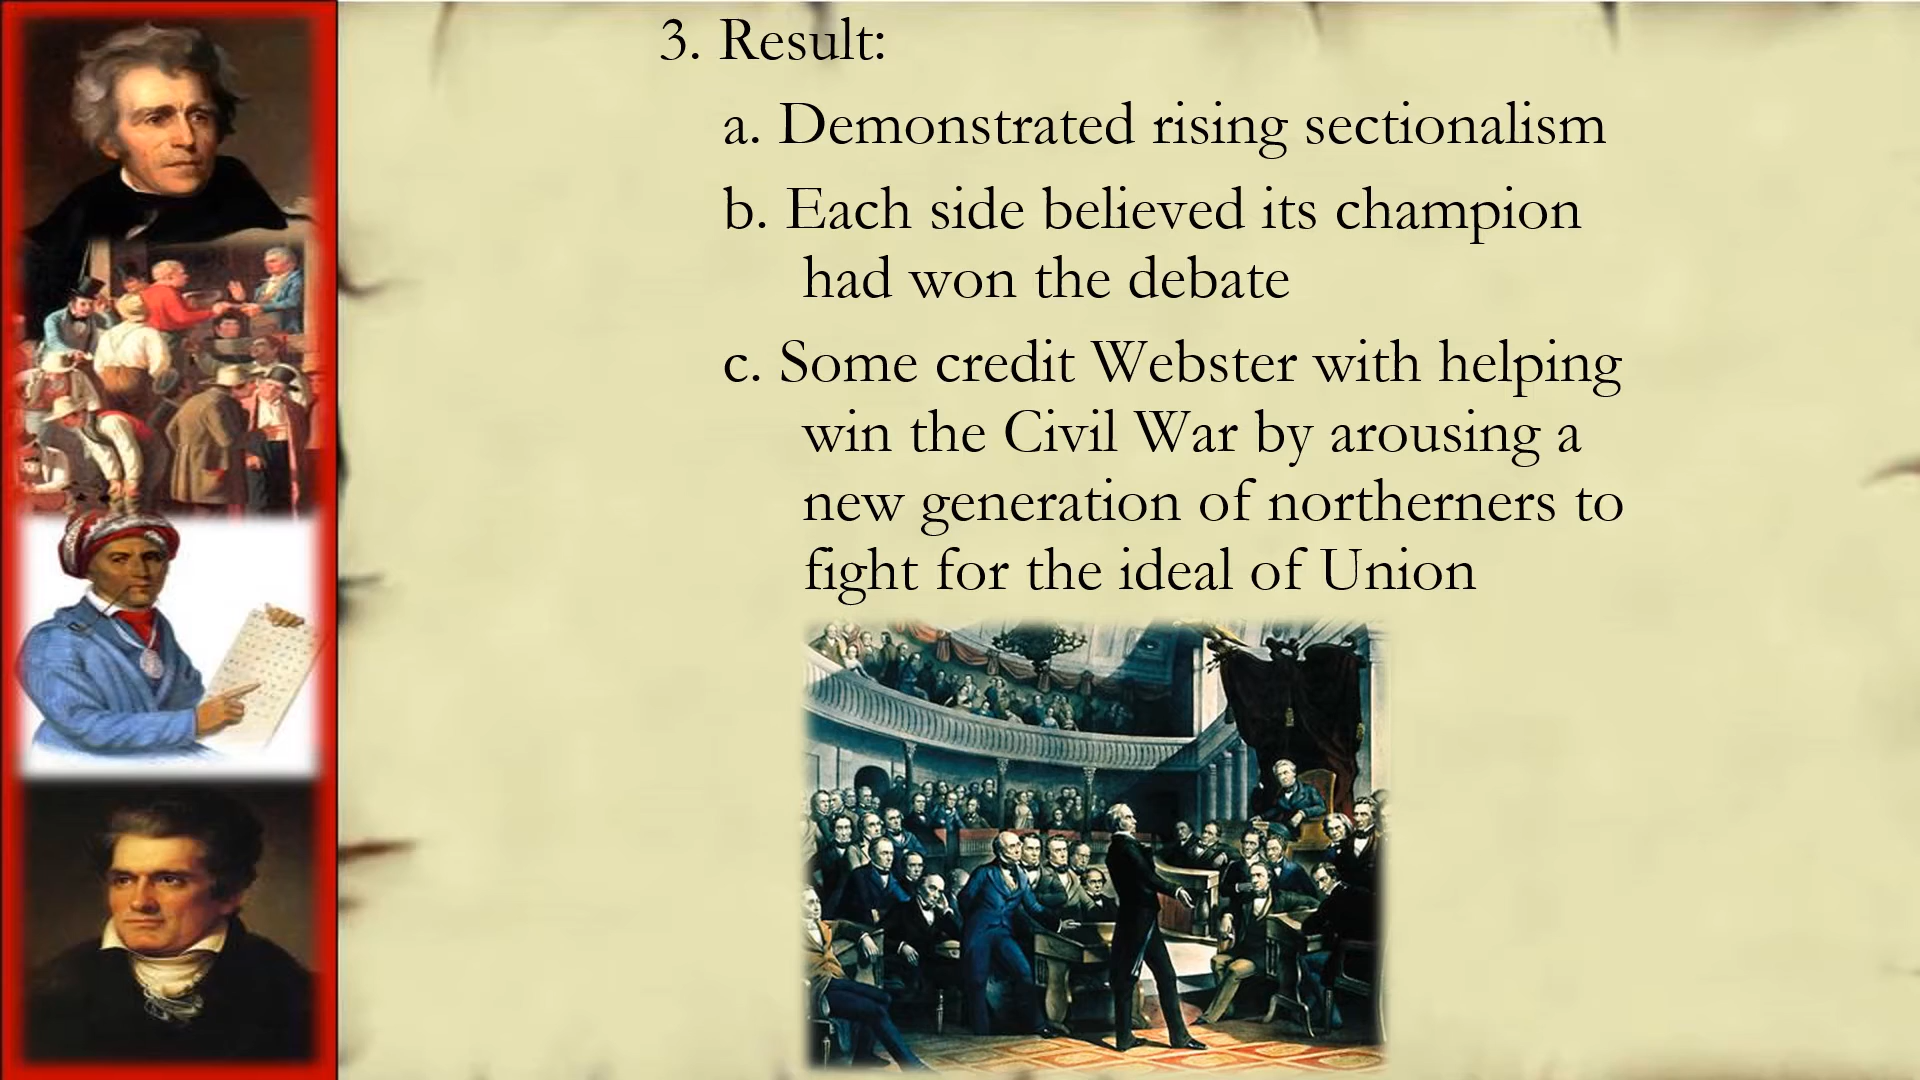 3. Result:
a. Demonstrated rising sectionalism
b. Each side believed its champion
had won the debate
c. Some credit Webster with helping
win the Civil War by arousing a
new generation of northerners to
fight for the ideal of Union